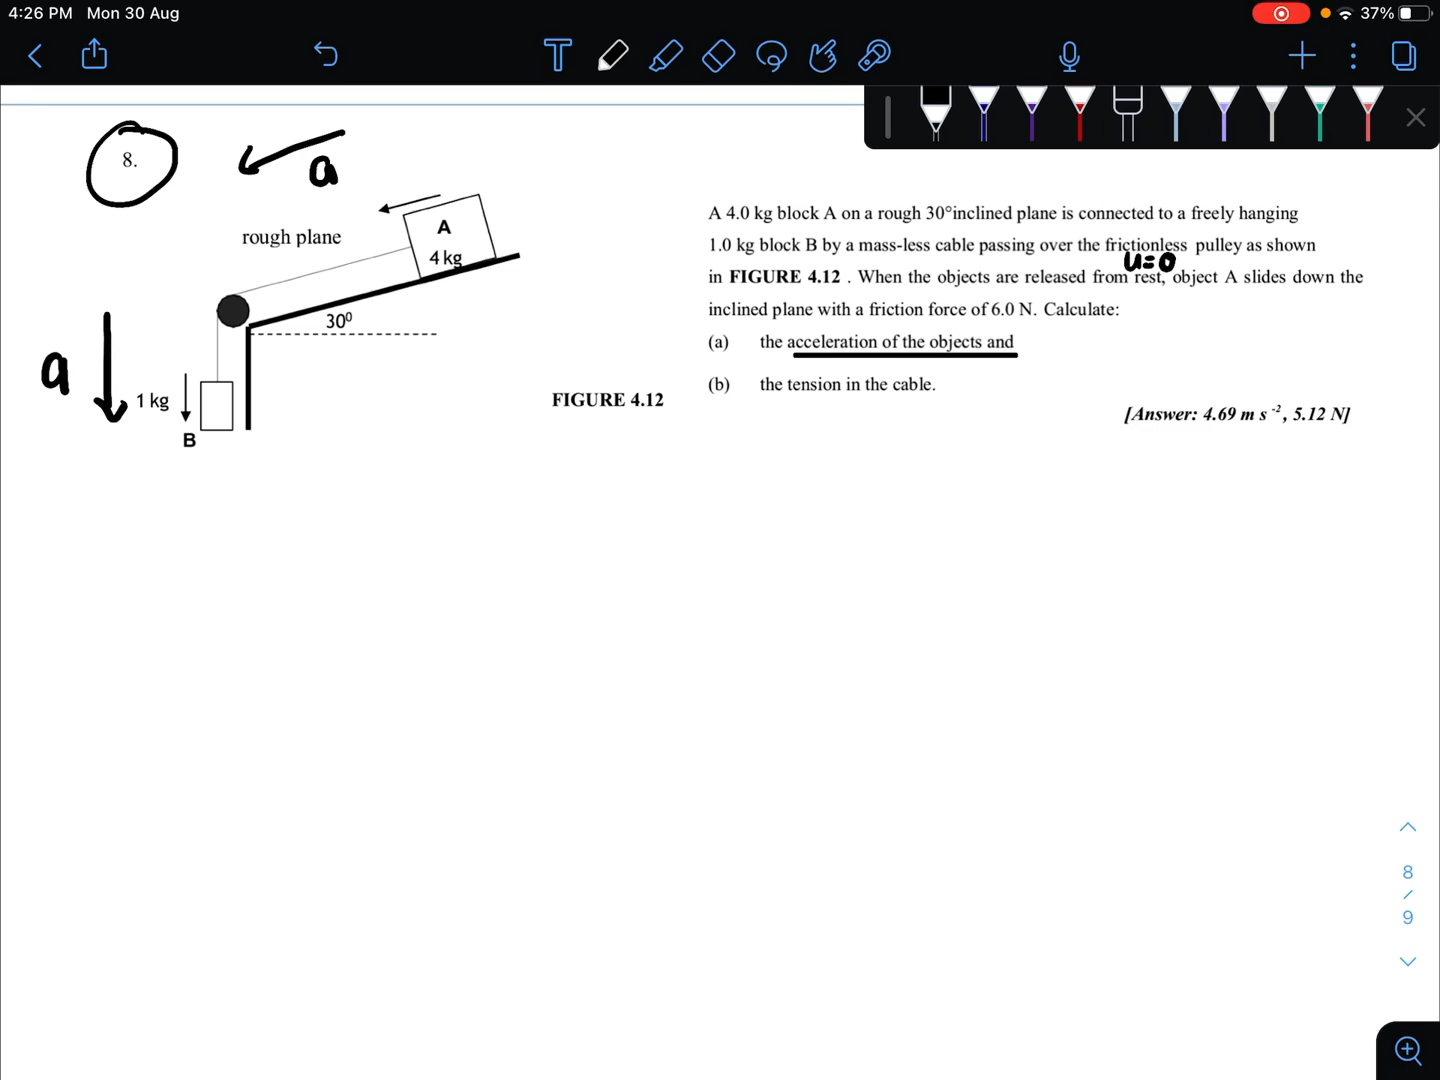 4:26 PM Mon 30 Aug
37%
T
8.
a
rough plane
A
4 kg
30⁰
a
1 kg
B
FIGURE 4.12
A 4.0 kg block A on a rough 30°inclined plane is connected to a freely hanging
1.0 kg block B by a mass-less cable passing over the frictionless pulley as shown
u=0
in FIGURE 4.12 . When the objects are released from rest, object A slides down the
inclined plane with a friction force of 6.0 N. Calculate:
(a) the acceleration of the objects and
(b) the tension in the cable.
[Answer: 4.69 m s ⁻², 5.12 N]
8
/
9